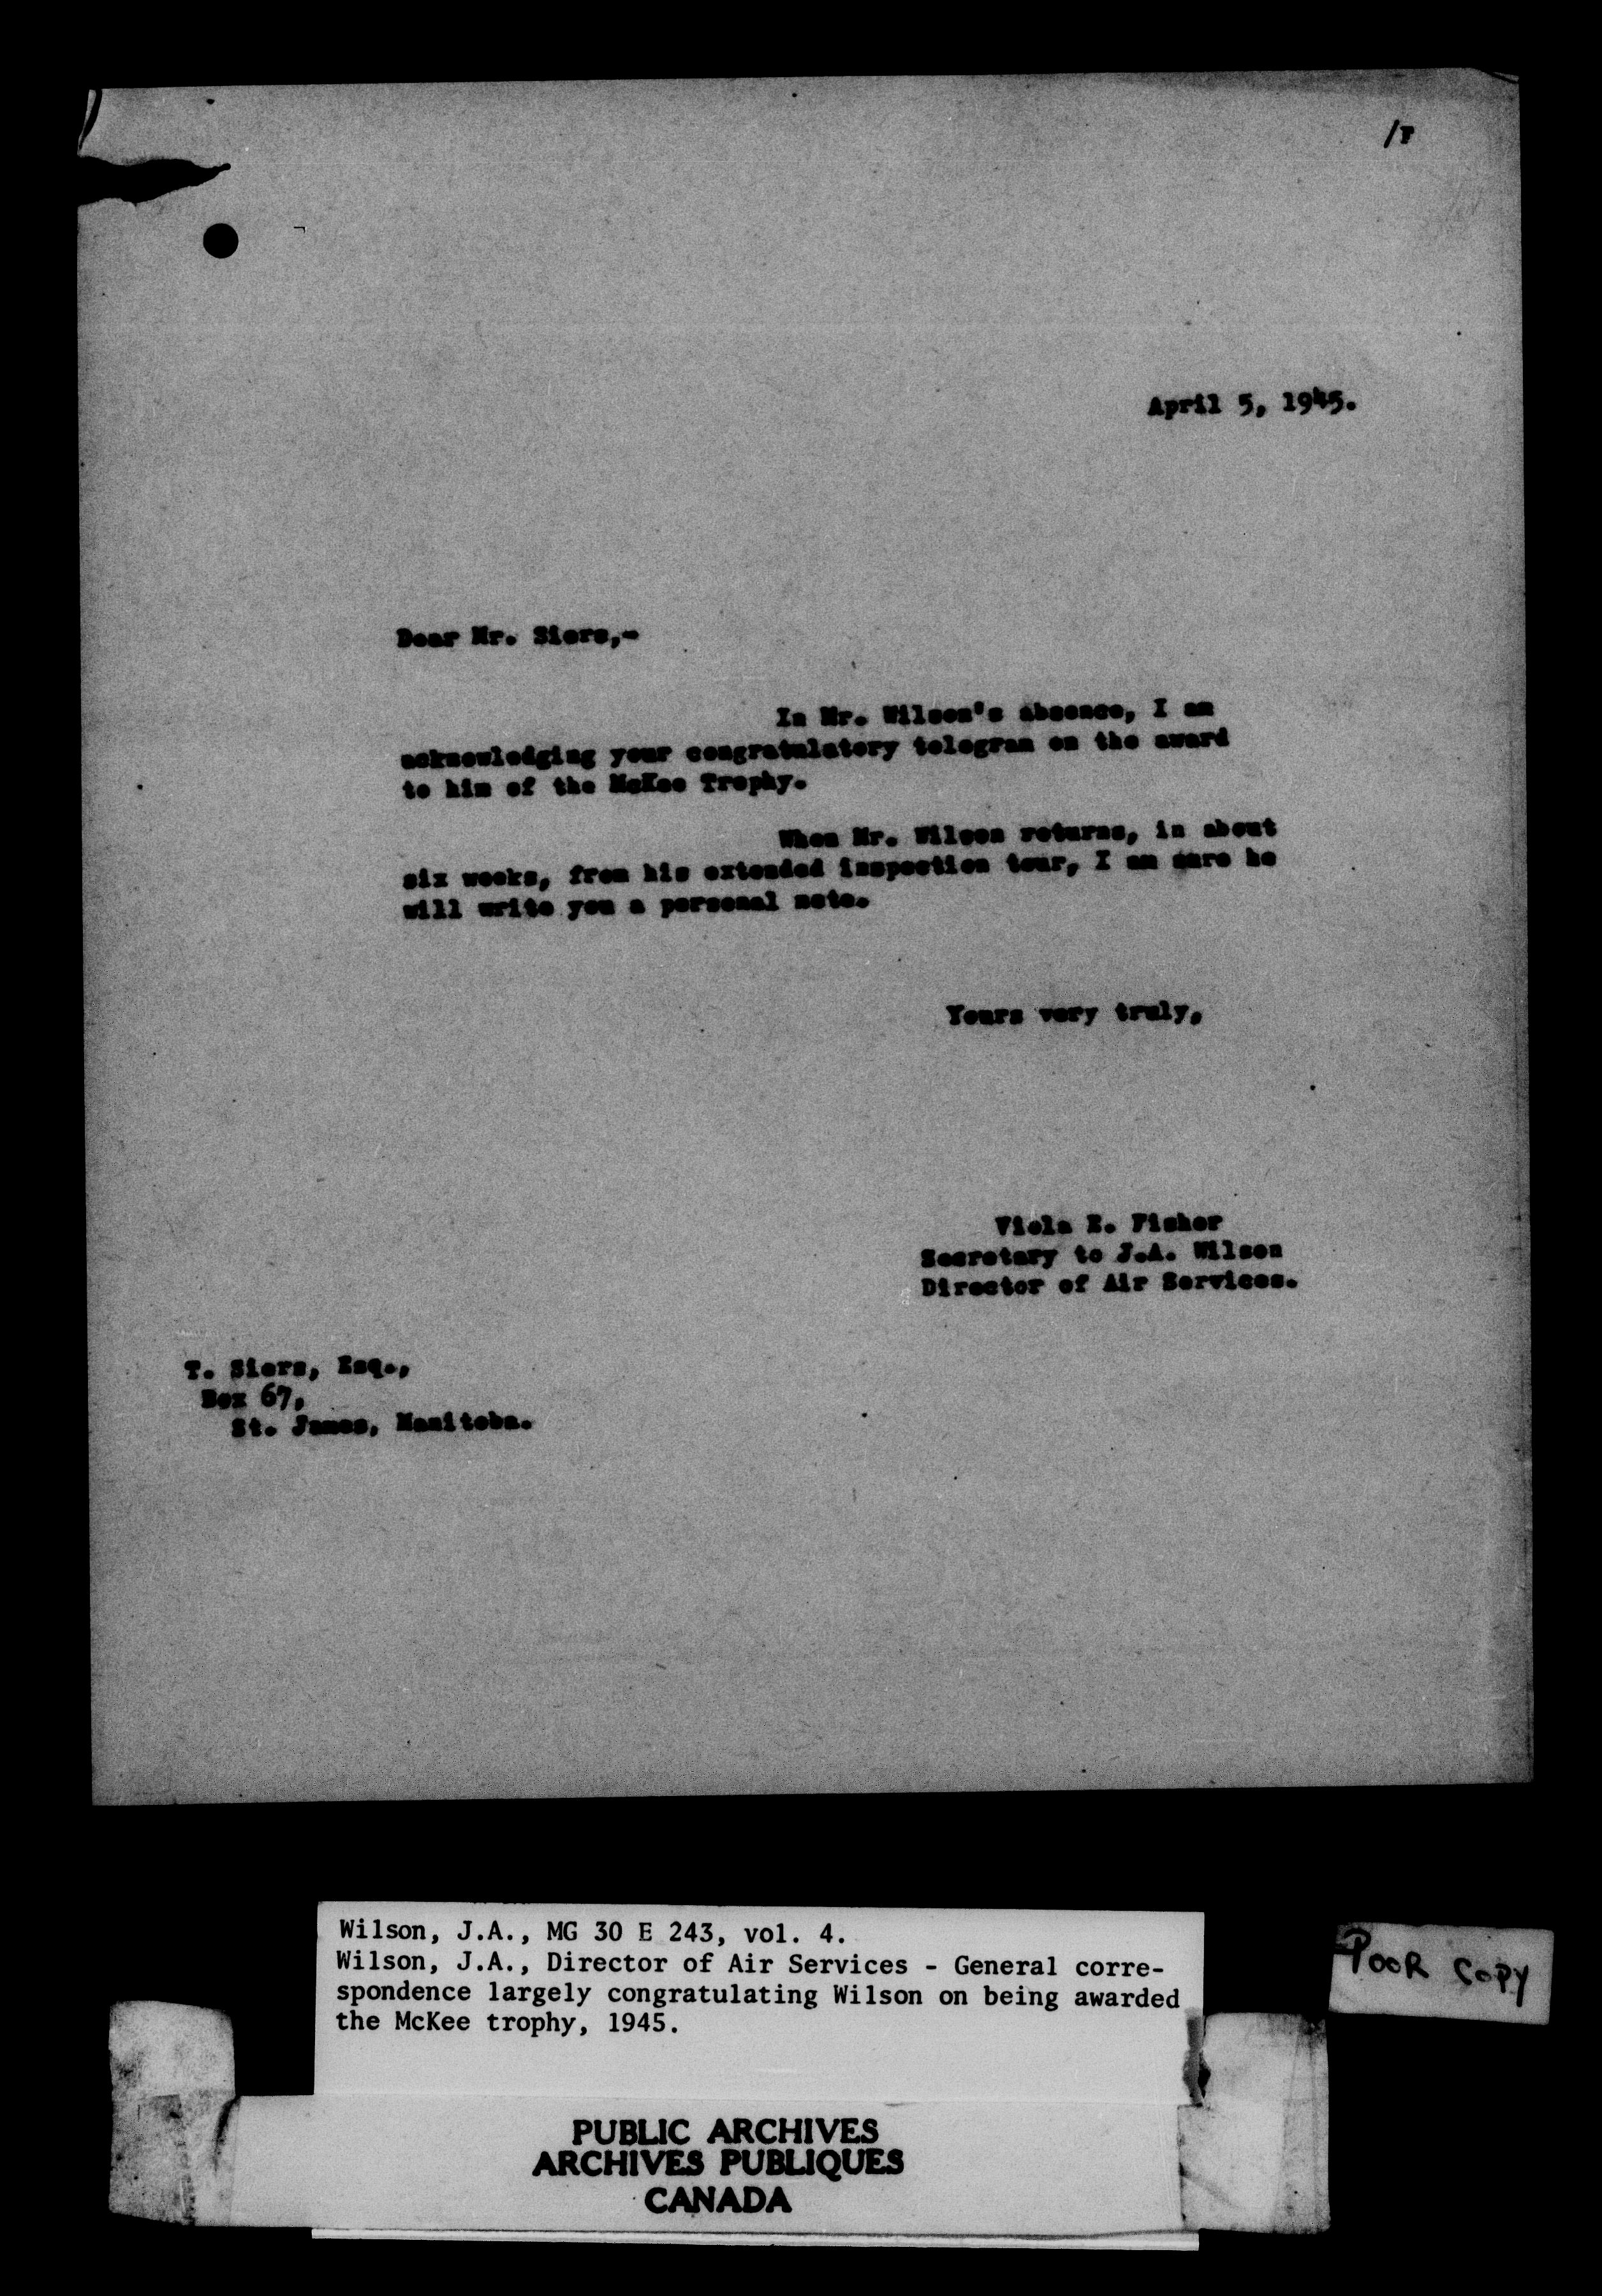 /F
April 5, 1945.
Dear Mr. Siers,-
In Mr. Wilson's absence, I am
acknowledging your congratulatory telegram on the award
to him of the McKee Trophy.
When Mr. Wilson returns, in about
six weeks, from his extended inspection tour, I am sure he
will write you a personal note.
Yours very truly,
Viola E. Fisher
Secretary to J.A. Wilson
Director of Air Services.
T. Siers, Esq.,
Box 67,
St. James, Manitoba.
Wilson, J.A., MG 30 E 243, vol. 4.
Wilson, J.A., Director of Air Services - General corre-
spondence largely congratulating Wilson on being awarded
the McKee trophy, 1945.
POOR COPY
PUBLIC ARCHIVES
ARCHIVES PUBLIQUES
CANADA